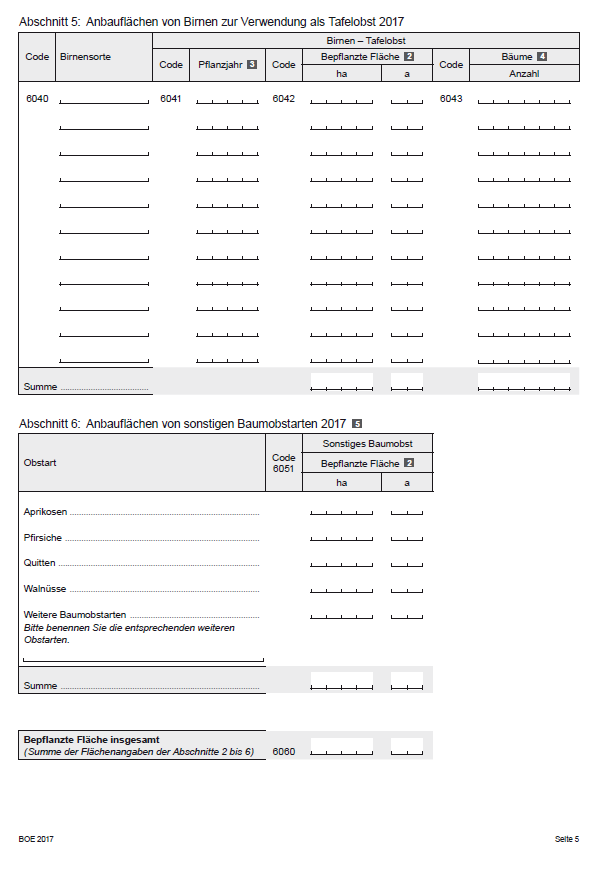 Abschnitt 5: Anbauflächen von Birnen zur Verwendung als Tafelobst 2017
Birnen – Tafelobst
Code Birnensorte Code Pflanzjahr 3 Code Bepflanzte Fläche 2 Code Bäume 4
ha a Anzahl
6040 6041 6042 6043
Summe
Abschnitt 6: Anbauflächen von sonstigen Baumobstarten 2017 5
Obstart Code 6051 Sonstiges Baumobst
Bepflanzte Fläche 2
ha a
Aprikosen
Pfirsiche
Quitten
Walnüsse
Weitere Baumobstarten
Bitte benennen Sie die entsprechenden weiteren
Obstarten.
Summe
Bepflanzte Fläche insgesamt
(Summe der Flächenangaben der Abschnitte 2 bis 6) 6060
BOE 2017 Seite 5